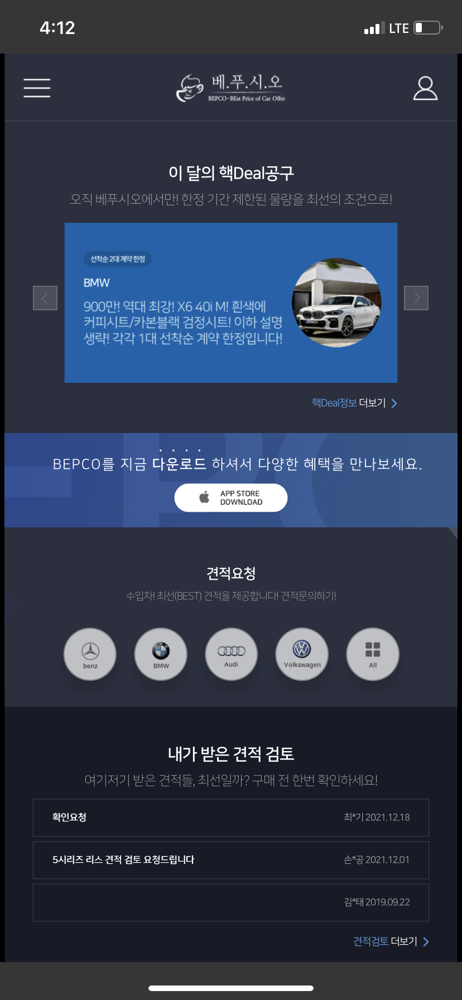 4:12
LTE
베.푸.시.오
BEPCO-BEst Price of Car Offer
이 달의 핵Deal공구
오직 베푸시오에서만! 한정 기간 제한된 물량을 최선의 조건으로!
선착순 2대 계약 한정
BMW
900만! 역대 최강! X6 40i M! 흰색에
커피시트/카본블랙 검정시트! 이하 설명
생략! 각각 1대 선착순 계약 한정입니다!
핵Deal정보 더보기
BEPCO를 지금 다운로드 하셔서 다양한 혜택을 만나보세요.
APP STORE
DOWNLOAD
견적요청
수입차! 최선(BEST) 견적을 제공합니다! 견적문의하기!
benz
BMW
Audi
Volkswagen
All
내가 받은 견적 검토
여기저기 받은 견적들, 최선일까? 구매 전 한번 확인하세요!
확인요청 최*기 2021.12.18
5시리즈 리스 견적 검토 요청드립니다 손*공 2021.12.01
김*태 2019.09.22
견적검토 더보기